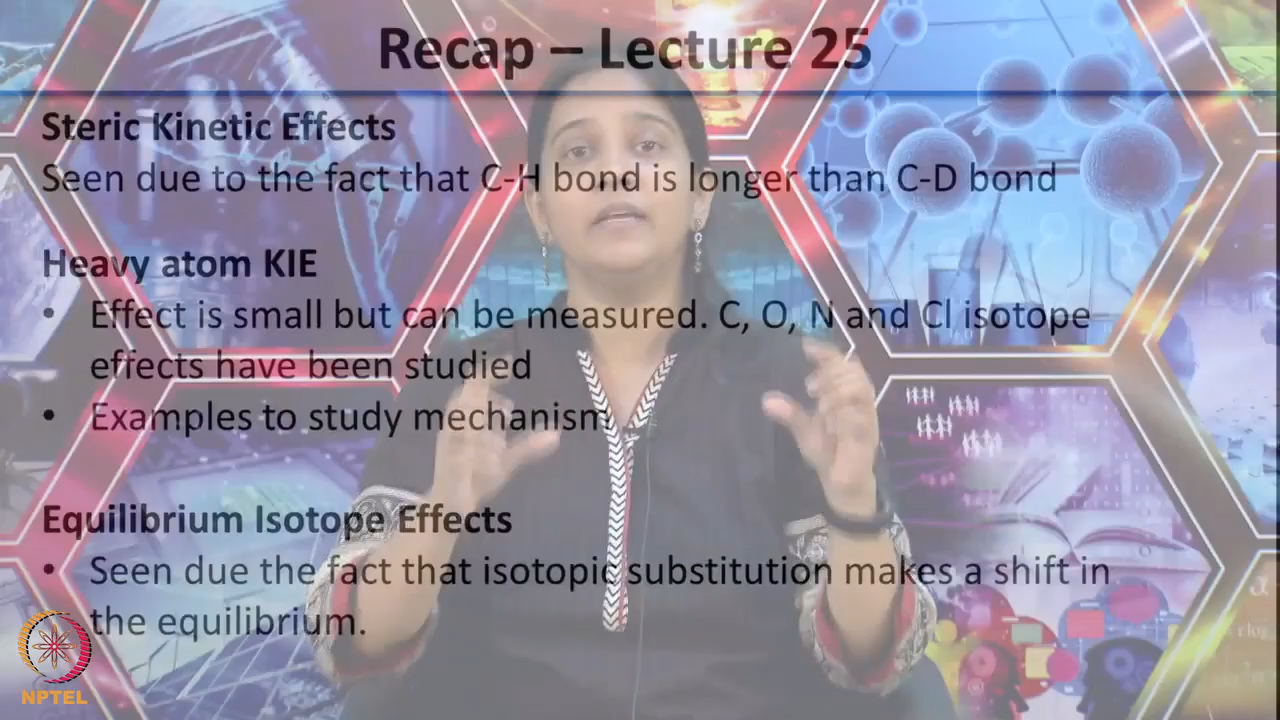 Recap – Lecture 25
Steric Kinetic Effects
Seen due to the fact that C-H bond is longer than C-D bond
Heavy atom KIE
• Effect is small but can be measured. C, O, N and Cl isotope
effects have been studied
• Examples to study mechanism
Equilibrium Isotope Effects
• Seen due the fact that isotopic substitution makes a shift in
the equilibrium.
NPTEL